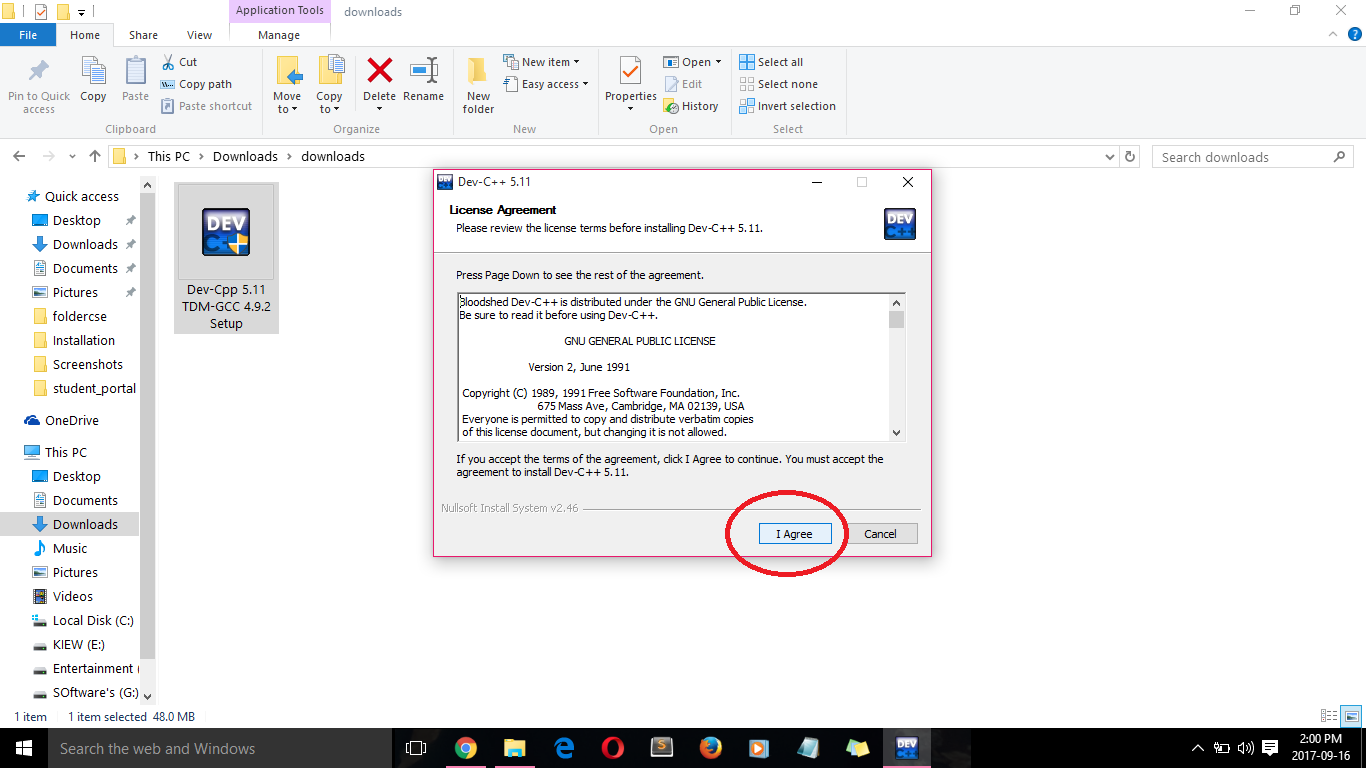 Application Tools
downloads
File
Home
Share
View
Manage
Pin to Quick
access
Copy
Paste
Cut
Copy path
Paste shortcut
Clipboard
Move
to
Copy
to
Delete
Rename
Organize
New
folder
New item
Easy access
New
Properties
Open
Edit
History
Open
Select all
Select none
Invert selection
Select
This PC
Downloads
downloads
Search downloads
Quick access
Desktop
Downloads
Documents
Pictures
foldercse
Installation
Screenshots
student_portal
OneDrive
This PC
Desktop
Documents
Downloads
Music
Pictures
Videos
Local Disk (C:)
KIEW (E:)
Entertainment (
SOftware's (G:)
DEV
C++
Dev-Cpp 5.11
TDM-GCC 4.9.2
Setup
Dev-C++ 5.11
License Agreement
Please review the license terms before installing Dev-C++ 5.11.
DEV
C++
Press Page Down to see the rest of the agreement.
Bloodshed Dev-C++ is distributed under the GNU General Public License.
Be sure to read it before using Dev-C++.
GNU GENERAL PUBLIC LICENSE
Version 2, June 1991
Copyright (C) 1989, 1991 Free Software Foundation, Inc.
675 Mass Ave, Cambridge, MA 02139, USA
Everyone is permitted to copy and distribute verbatim copies
of this license document, but changing it is not allowed.
If you accept the terms of the agreement, click I Agree to continue. You must accept the
agreement to install Dev-C++ 5.11.
Nullsoft Install System v2.46
I Agree
Cancel
1 item
1 item selected 48.0 MB
Search the web and Windows
DEV
C++
2:00 PM
2017-09-16